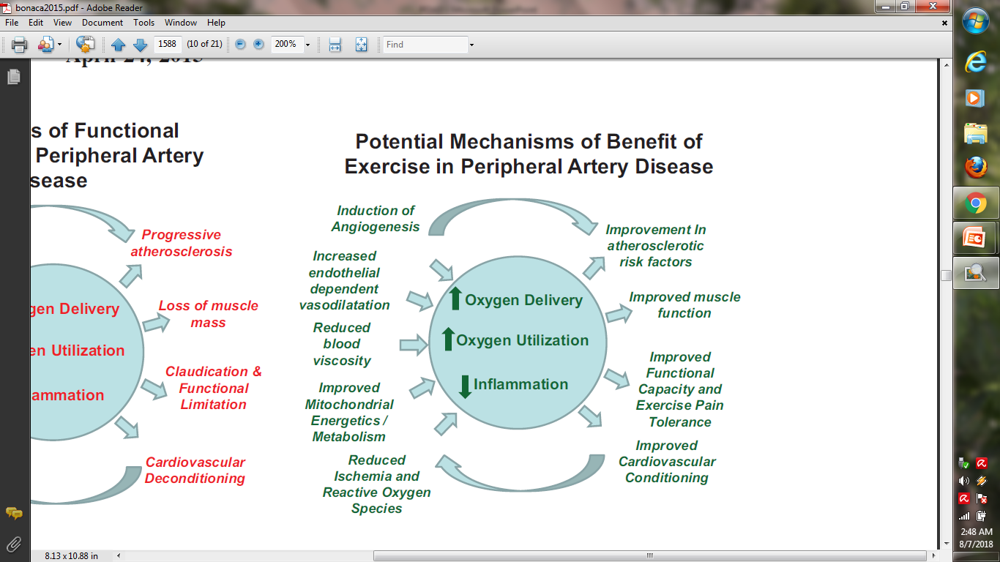 bonaca2015.pdf - Adobe Reader
File Edit View Document Tools Window Help
1588 (10 of 21) 200% Find
April 24, 2015
s of Functional
Peripheral Artery
sease
Progressive
atherosclerosis
gen Delivery
Loss of muscle
mass
en Utilization
Claudication &
Functional
Limitation
ammation
Cardiovascular
Deconditioning
Potential Mechanisms of Benefit of
Exercise in Peripheral Artery Disease
Induction of
Angiogenesis
Increased
endothelial
dependent
vasodilatation
Reduced
blood
viscosity
Improved
Mitochondrial
Energetics /
Metabolism
Reduced
Ischemia and
Reactive Oxygen
Species
Oxygen Delivery
Oxygen Utilization
Inflammation
Improvement In
atherosclerotic
risk factors
Improved muscle
function
Improved
Functional
Capacity and
Exercise Pain
Tolerance
Improved
Cardiovascular
Conditioning
8.13 x 10.88 in
2:48 AM
8/7/2018